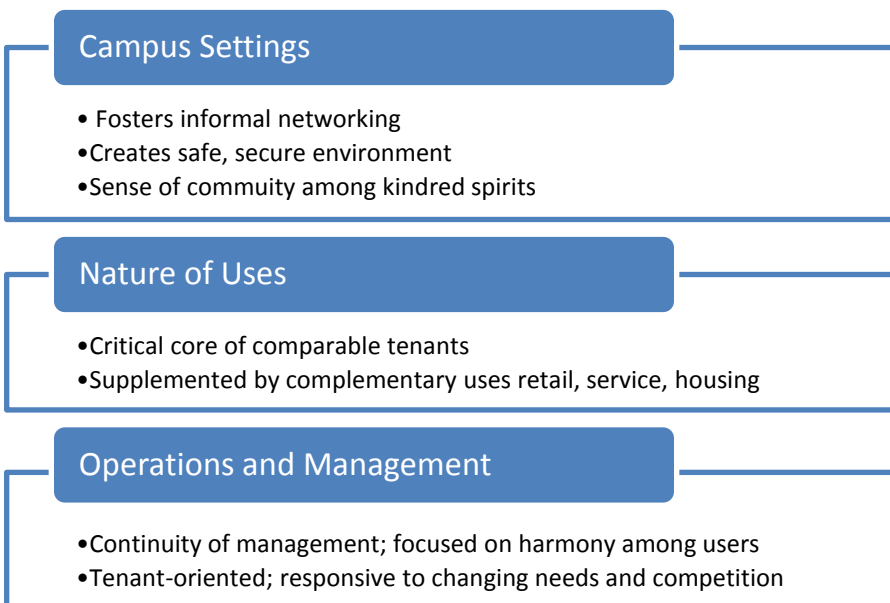 Campus Settings
• Fosters informal networking
•Creates safe, secure environment
•Sense of commuity among kindred spirits
Nature of Uses
•Critical core of comparable tenants
•Supplemented by complementary uses retail, service, housing
Operations and Management
•Continuity of management; focused on harmony among users
•Tenant-oriented; responsive to changing needs and competition